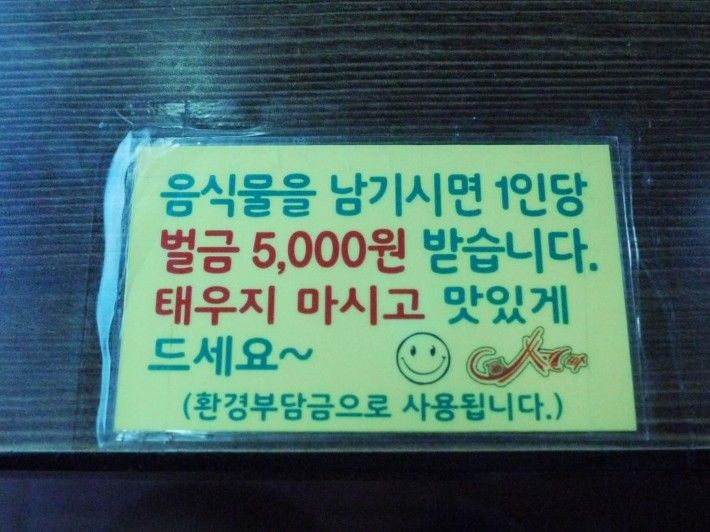 음식물을 남기시면 1인당
벌금 5,000원 받습니다.
태우지 마시고 맛있게
드세요~
(환경부담금으로 사용됩니다.)